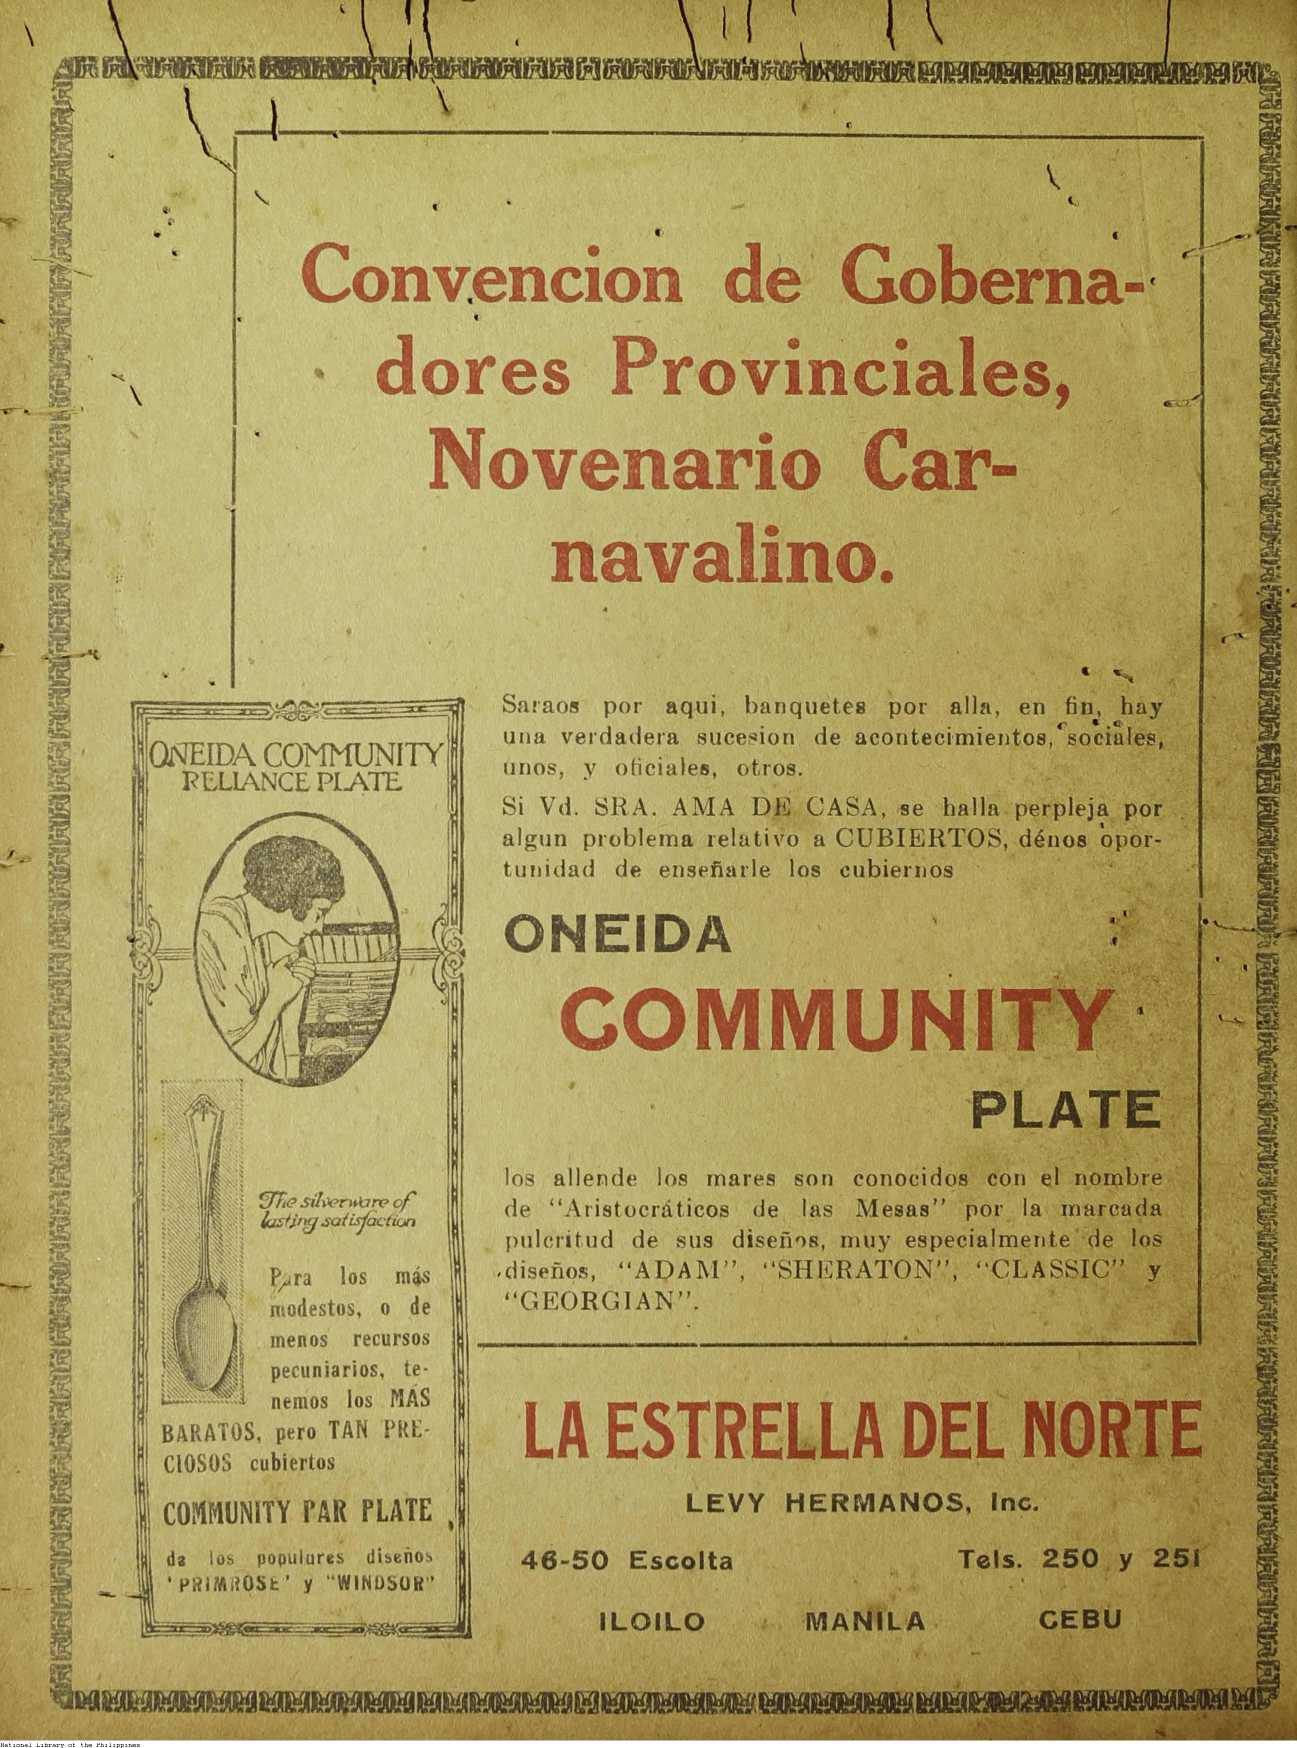 Convencion de Goberna-
dores Provinciales,
Novenario Car-
navalino.
Saraos por aqui, banquetes por alla, en fin, hay
una verdadera sucesion de acontecimientos, sociales,
unos, y oficiales, otros.
Si Vd. SRA. AMA DE CASA, se halla perpleja por
algun problema relativo a CUBIERTOS, dénos opor-
tunidad de enseñarle los cubiernos
ONEIDA
COMMUNITY
PLATE
los allende los mares son conocidos con el nombre
de "Aristocráticos de las Mesas" por la marcada
pulcritud de sus diseños, muy especialmente de los
diseños, "ADAM", "SHERATON", "CLASSIC" y
"GEORGIAN".
ONEIDA COMMUNITY
RELIANCE PLATE
The silverware of
lasting satisfaction
Para los más
modestos, o de
menos recursos
pecuniarios, te-
nemos los MAS
BARATOS, pero TAN PRE-
CIOSOS cubiertos
COMMUNITY PAR PLATE
de los populares diseños
'PRIMROSE' y "WINDSOR"
LA ESTRELLA DEL NORTE
LEVY HERMANOS, Inc.
46-50 Escolta Tels. 250 y 251
ILOILO MANILA CEBU
National Library of the Philippines